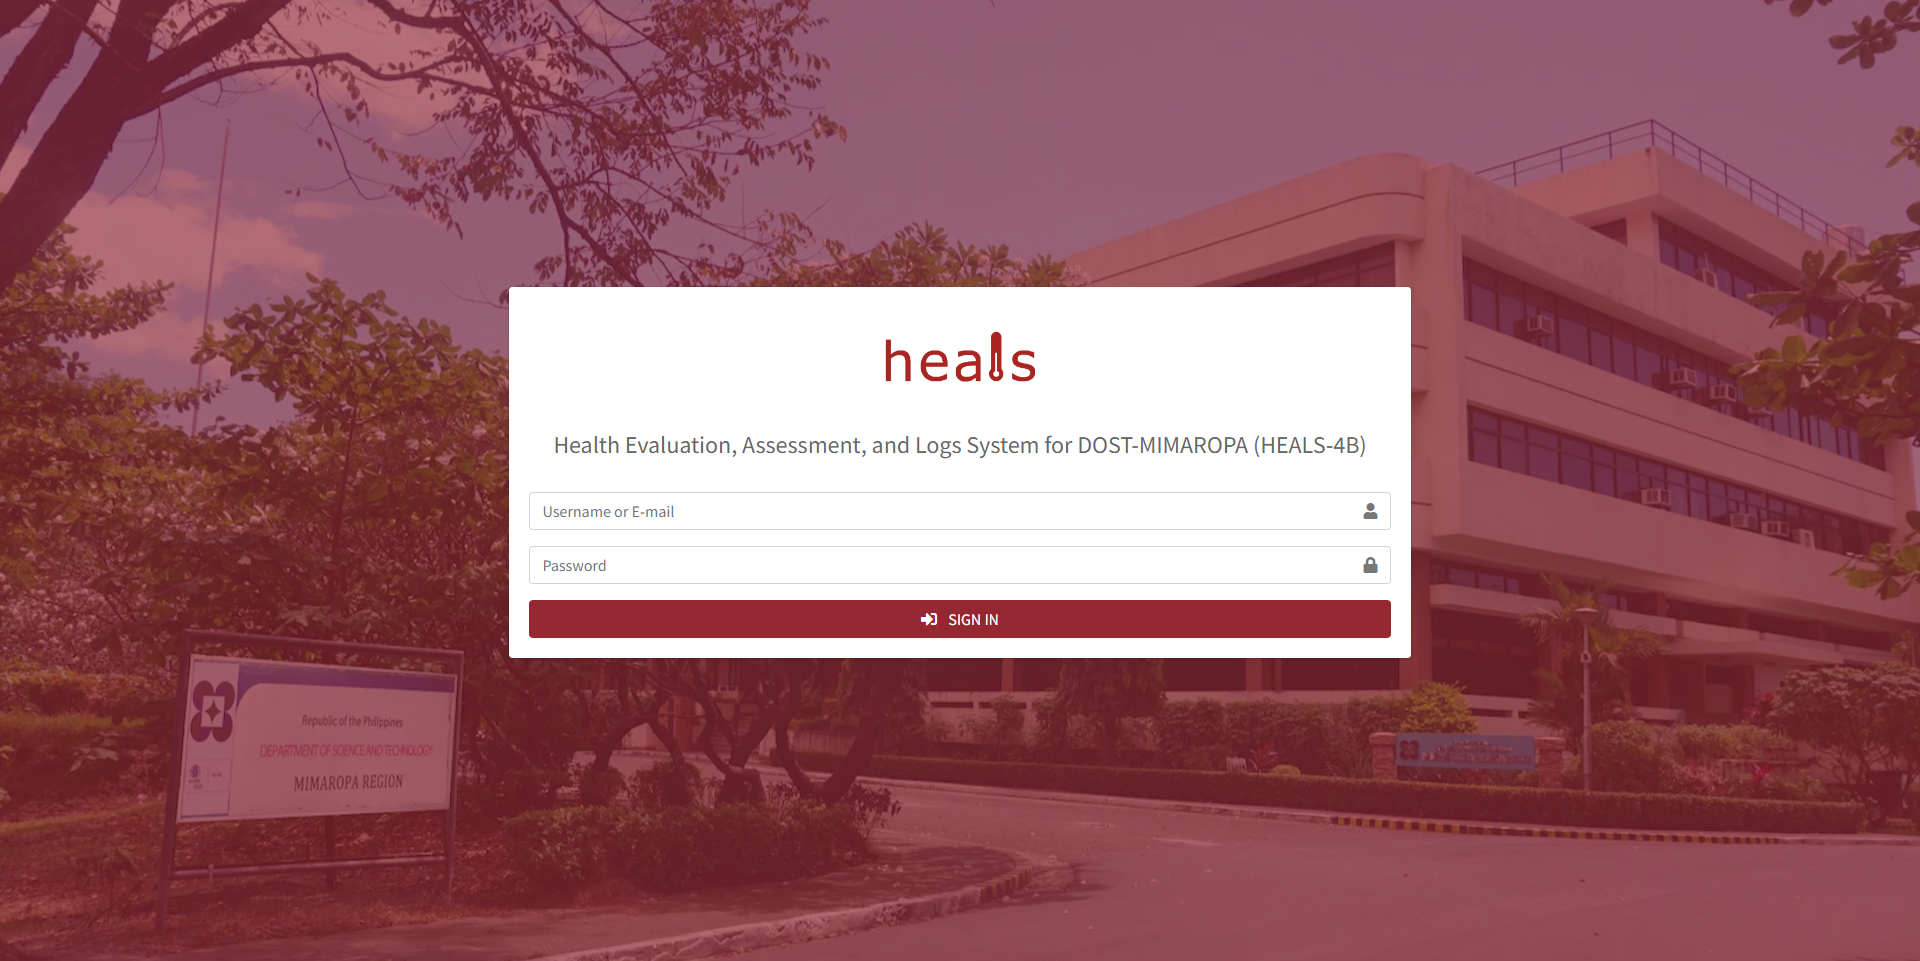 heals
Health Evaluation, Assessment, and Logs System for DOST-MIMAROPA (HEALS-4B)
Username or E-mail
Password
SIGN IN
Republic of the Philippines
DEPARTMENT OF SCIENCE AND TECHNOLOGY
MIMAROPA REGION